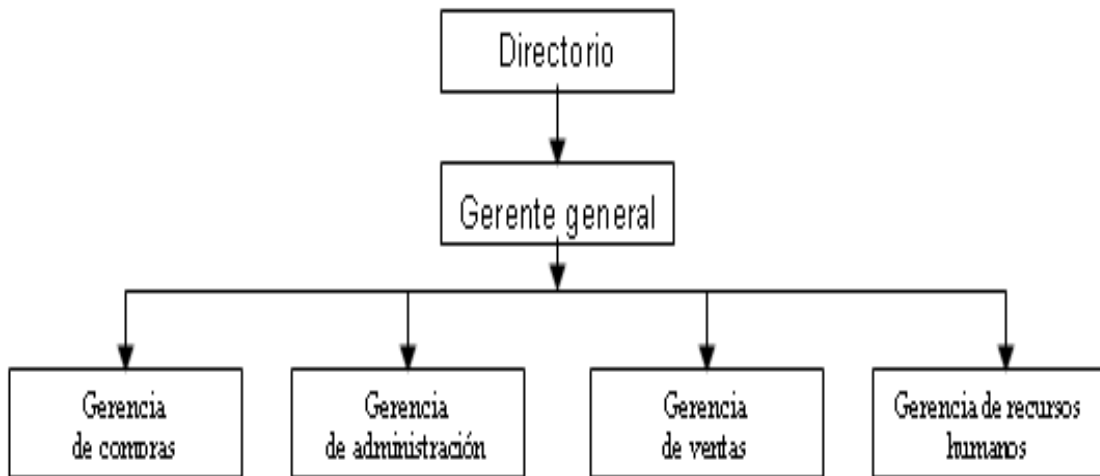 Directorio
Gerente general
Gerencia
de compras
Gerencia
de administración
Gerencia
de ventas
Gerencia de recursos
humanos